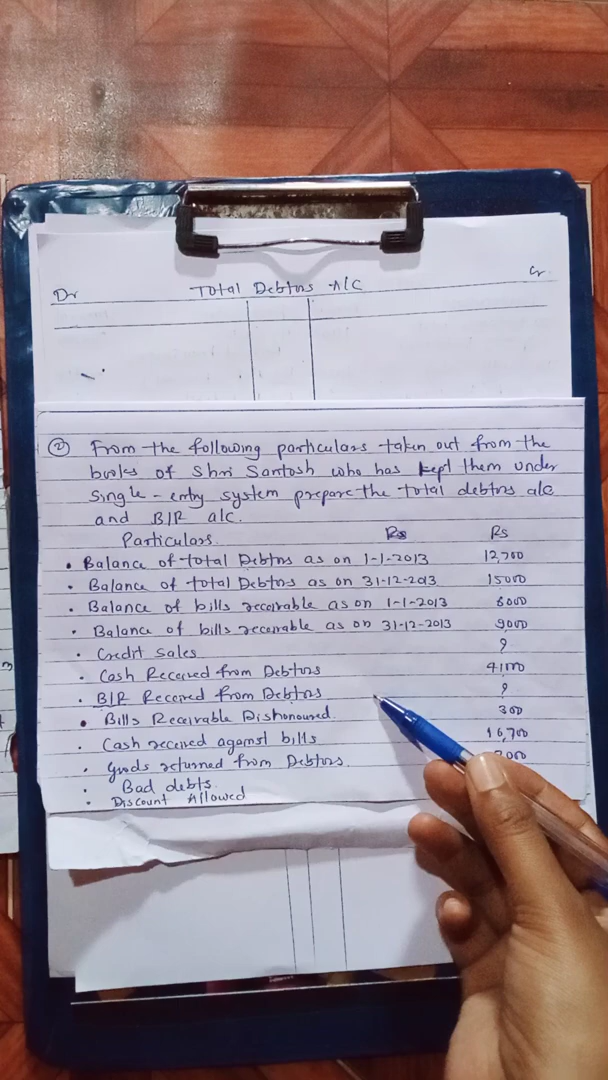 Dr Total Debtors A/C Cr
② From the following particulars taken out from the
books of Shri Santosh who has kept them under
single-entry system prepare the total debtors a/c
and B/R a/c.
Particulars Rs Rs
• Balance of total Debtors as on 1-1-2013 12,700
• Balance of total Debtors as on 31-12-2013 15000
• Balance of bills receivable as on 1-1-2013
• Balance of bills receivable as on 31-12-2013 9000
• Credit Sales ?
• Cash Received from Debtors
• B/R Received from Debtors ?
• Bills Receivable Dishonoured. 300
• Cash received against bills 16,700
• Goods returned from Debtors.
• Bad debts
• Discount Allowed